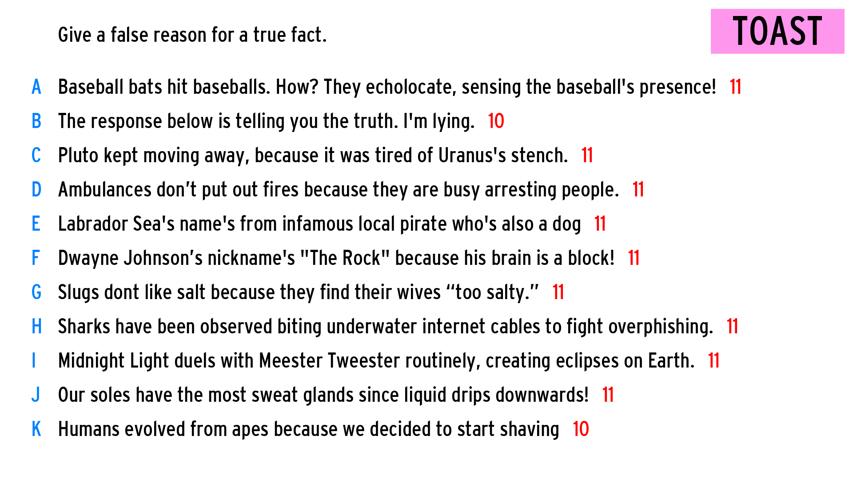 Give a false reason for a true fact.
TOAST
A Baseball bats hit baseballs. How? They echolocate, sensing the baseball's presence! 11
B The response below is telling you the truth. I'm lying. 10
C Pluto kept moving away, because it was tired of Uranus's stench. 11
D Ambulances don’t put out fires because they are busy arresting people. 11
E Labrador Sea's name's from infamous local pirate who's also a dog 11
F Dwayne Johnson’s nickname's "The Rock" because his brain is a block! 11
G Slugs dont like salt because they find their wives “too salty.” 11
H Sharks have been observed biting underwater internet cables to fight overphishing. 11
I Midnight Light duels with Meester Tweester routinely, creating eclipses on Earth. 11
J Our soles have the most sweat glands since liquid drips downwards! 11
K Humans evolved from apes because we decided to start shaving 10